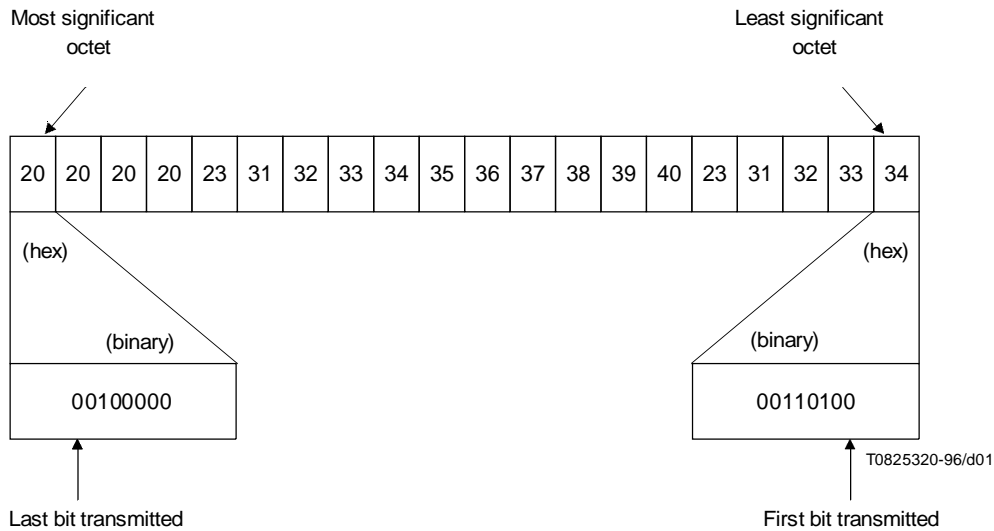 Most significant
octet
Least significant
octet
20 20 20 20 23 31 32 33 34 35 36 37 38 39 40 23 31 32 33 34
(hex)
(hex)
(binary)
(binary)
00100000
00110100
T0825320-96/d01
Last bit transmitted
First bit transmitted